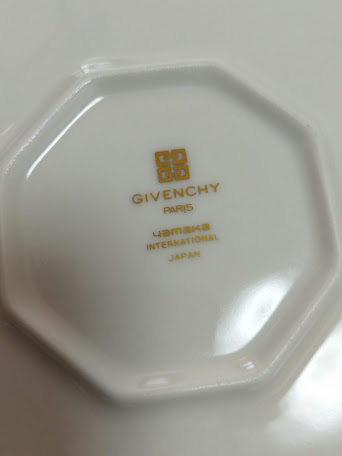 GIVENCHY
PARIS
yamaka
INTERNATIONAL
JAPAN